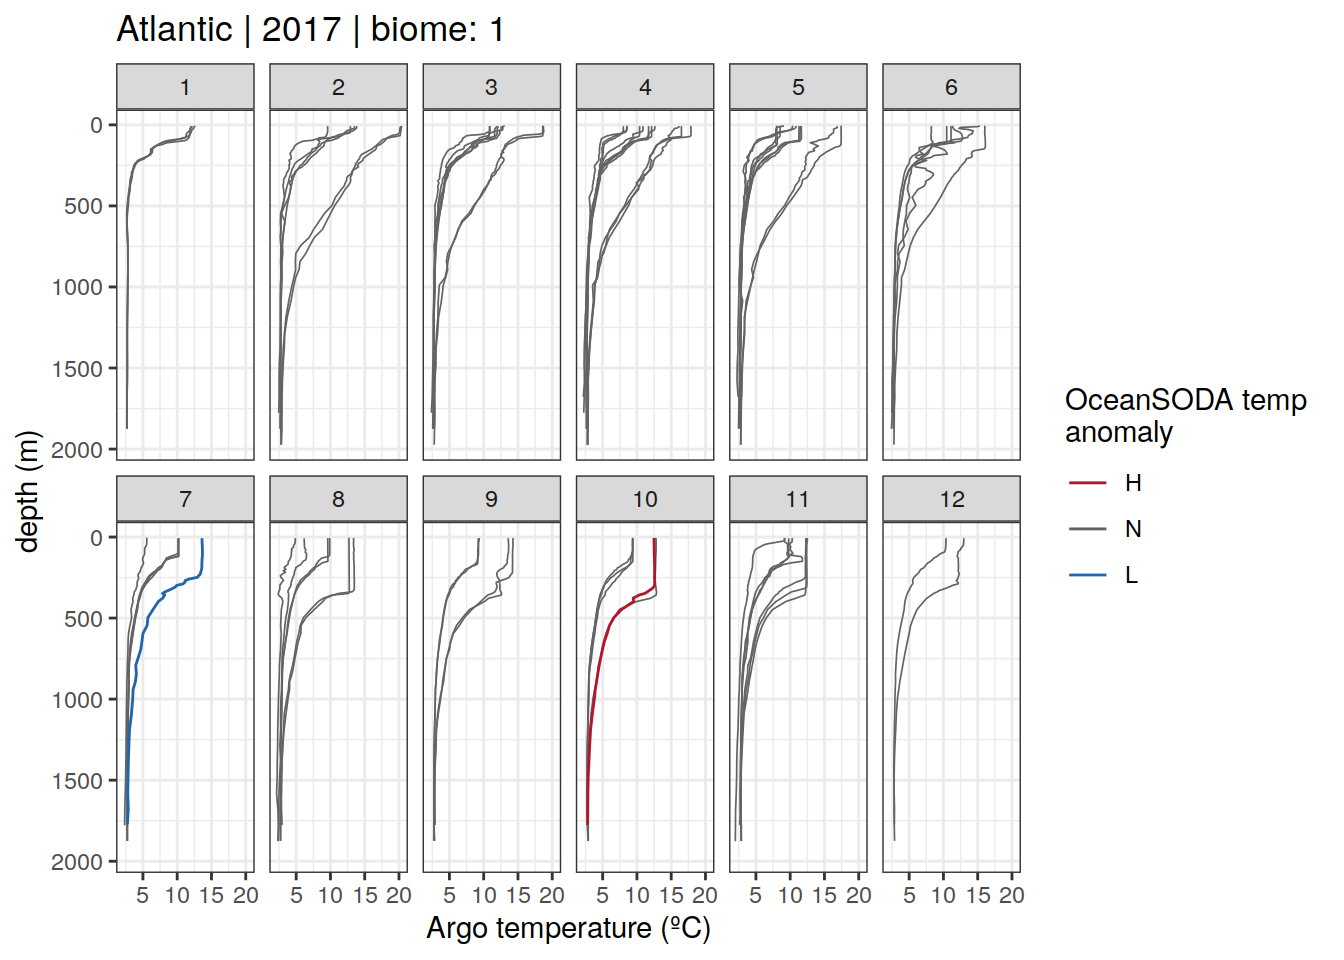 Atlantic | 2017 | biome: 1
1 2 3 4 5 6
0
500
1000
1500
2000
7 8 9 10 11 12
0
500
1000
1500
2000
5 10 15 20 5 10 15 20 5 10 15 20 5 10 15 20 5 10 15 20 5 10 15 20
Argo temperature (ºC)
depth (m)
OceanSODA temp
anomaly
H
N
L